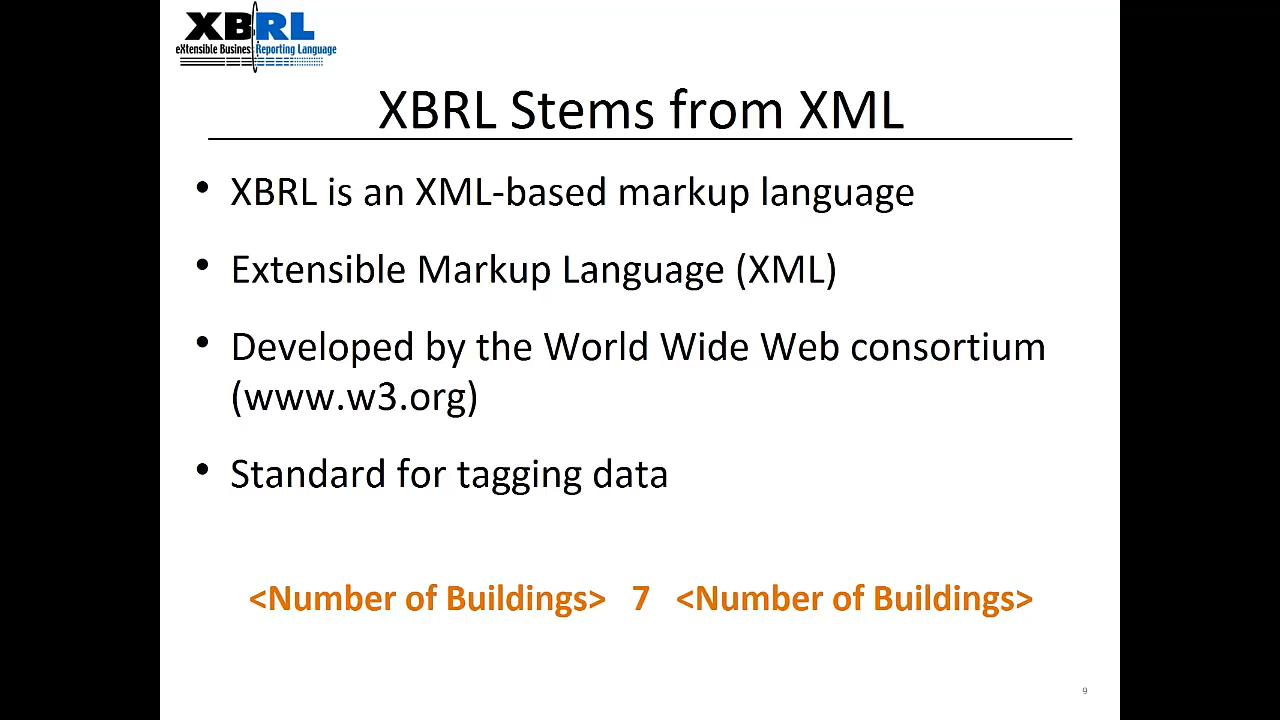 XBRL
eXtensible Business Reporting Language
XBRL Stems from XML
• XBRL is an XML-based markup language
• Extensible Markup Language (XML)
• Developed by the World Wide Web consortium
(www.w3.org)
• Standard for tagging data
<Number of Buildings> 7 <Number of Buildings>
9